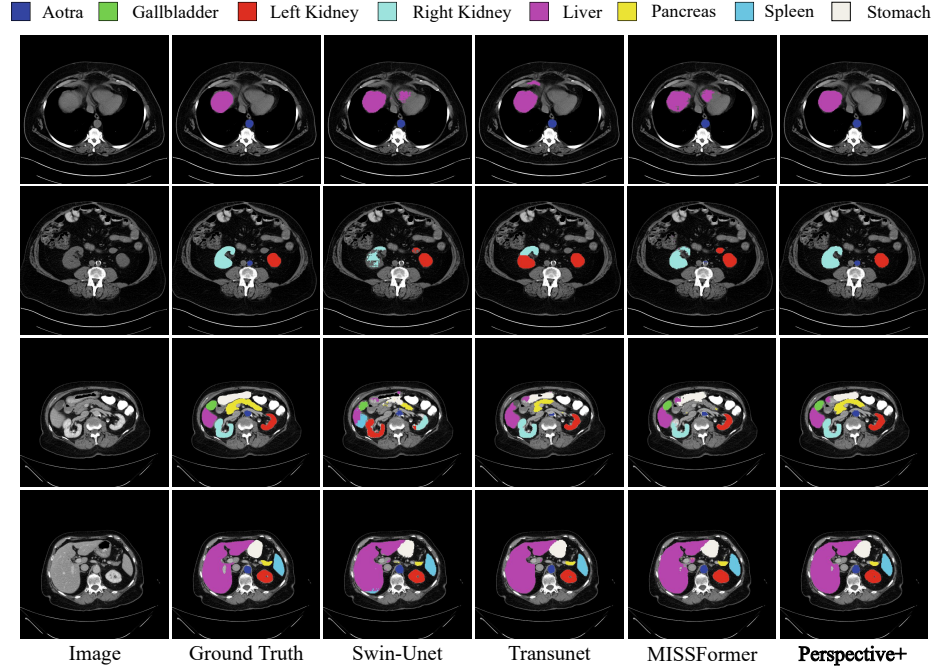 Aotra Gallbladder Left Kidney Right Kidney Liver Pancreas Spleen Stomach
Image Ground Truth Swin-Unet Transunet MISSFormer Perspective+